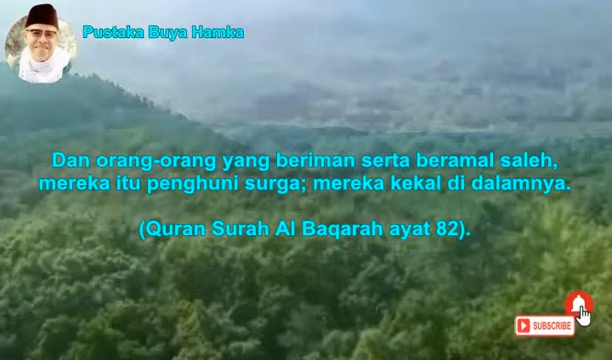 Pustaka Buya Hamka
Dan orang-orang yang beriman serta beramal saleh,
mereka itu penghuni surga; mereka kekal di dalamnya.
(Quran Surah Al Baqarah ayat 82).
SUBSCRIBE